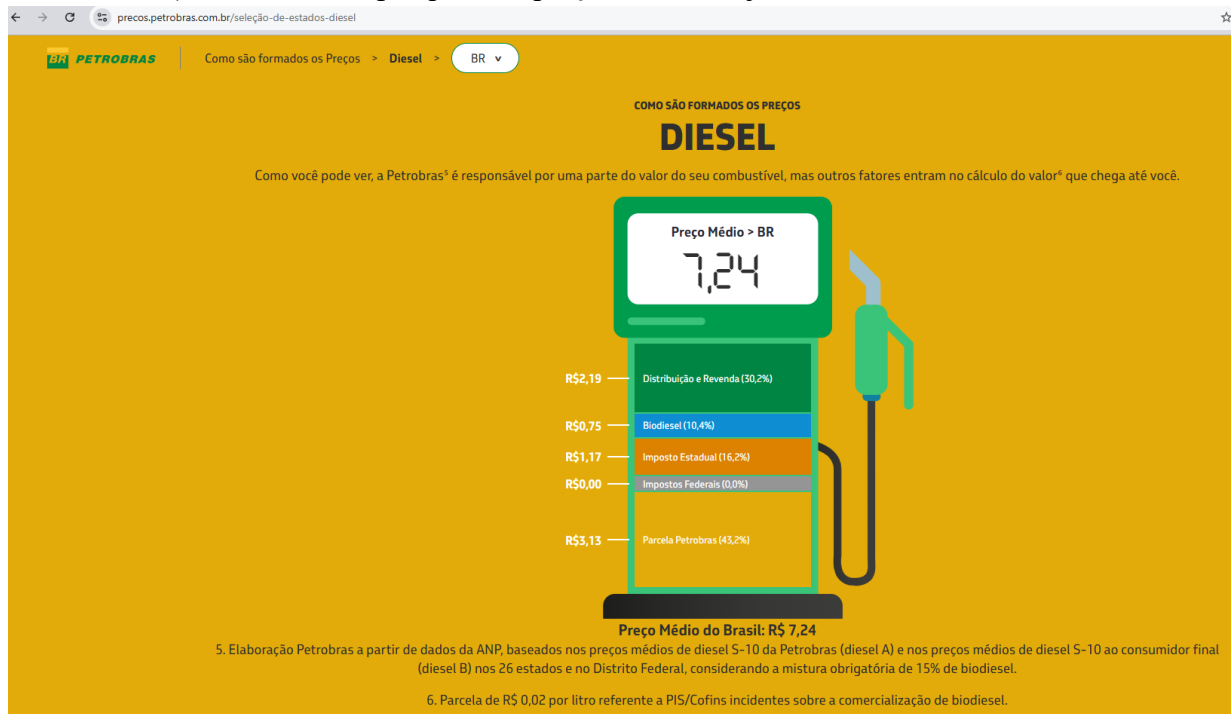 precos.petrobras.com.br/seleção-de-estados-diesel
BR PETROBRAS
Como são formados os Preços > Diesel > BR
COMO SÃO FORMADOS OS PREÇOS
DIESEL
Como você pode ver, a Petrobras⁵ é responsável por uma parte do valor do seu combustível, mas outros fatores entram no cálculo do valor⁶ que chega até você.
Preço Médio > BR
7,24
R$2,19 Distribuição e Revenda (30,2%)
R$0,75 Biodiesel (10,4%)
R$1,17 Imposto Estadual (16,2%)
R$0,00 Impostos Federais (0,0%)
R$3,13 Parcela Petrobras (43,2%)
Preço Médio do Brasil: R$ 7,24
5. Elaboração Petrobras a partir de dados da ANP, baseados nos preços médios de diesel S-10 da Petrobras (diesel A) e nos preços médios de diesel S-10 ao consumidor final
(diesel B) nos 26 estados e no Distrito Federal, considerando a mistura obrigatória de 15% de biodiesel.
6. Parcela de R$ 0,02 por litro referente a PIS/Cofins incidentes sobre a comercialização de biodiesel.